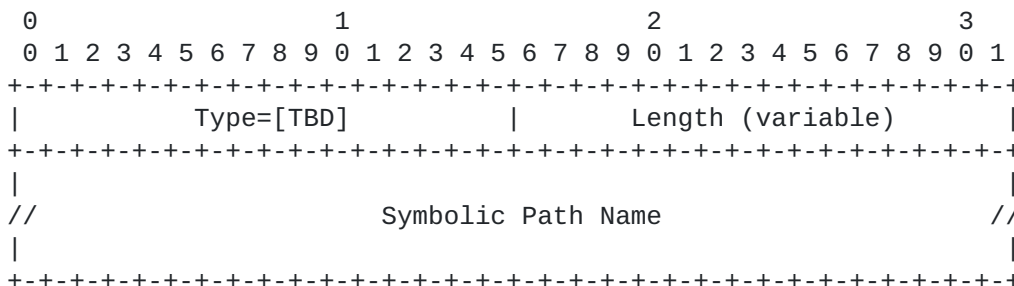 0                   1                   2                   3
 0 1 2 3 4 5 6 7 8 9 0 1 2 3 4 5 6 7 8 9 0 1 2 3 4 5 6 7 8 9 0 1
+-+-+-+-+-+-+-+-+-+-+-+-+-+-+-+-+-+-+-+-+-+-+-+-+-+-+-+-+-+-+-+-+
|           Type=[TBD]          |       Length (variable)       |
+-+-+-+-+-+-+-+-+-+-+-+-+-+-+-+-+-+-+-+-+-+-+-+-+-+-+-+-+-+-+-+-+
|                                                               |
//                      Symbolic Path Name                     //
|                                                               |
+-+-+-+-+-+-+-+-+-+-+-+-+-+-+-+-+-+-+-+-+-+-+-+-+-+-+-+-+-+-+-+-+